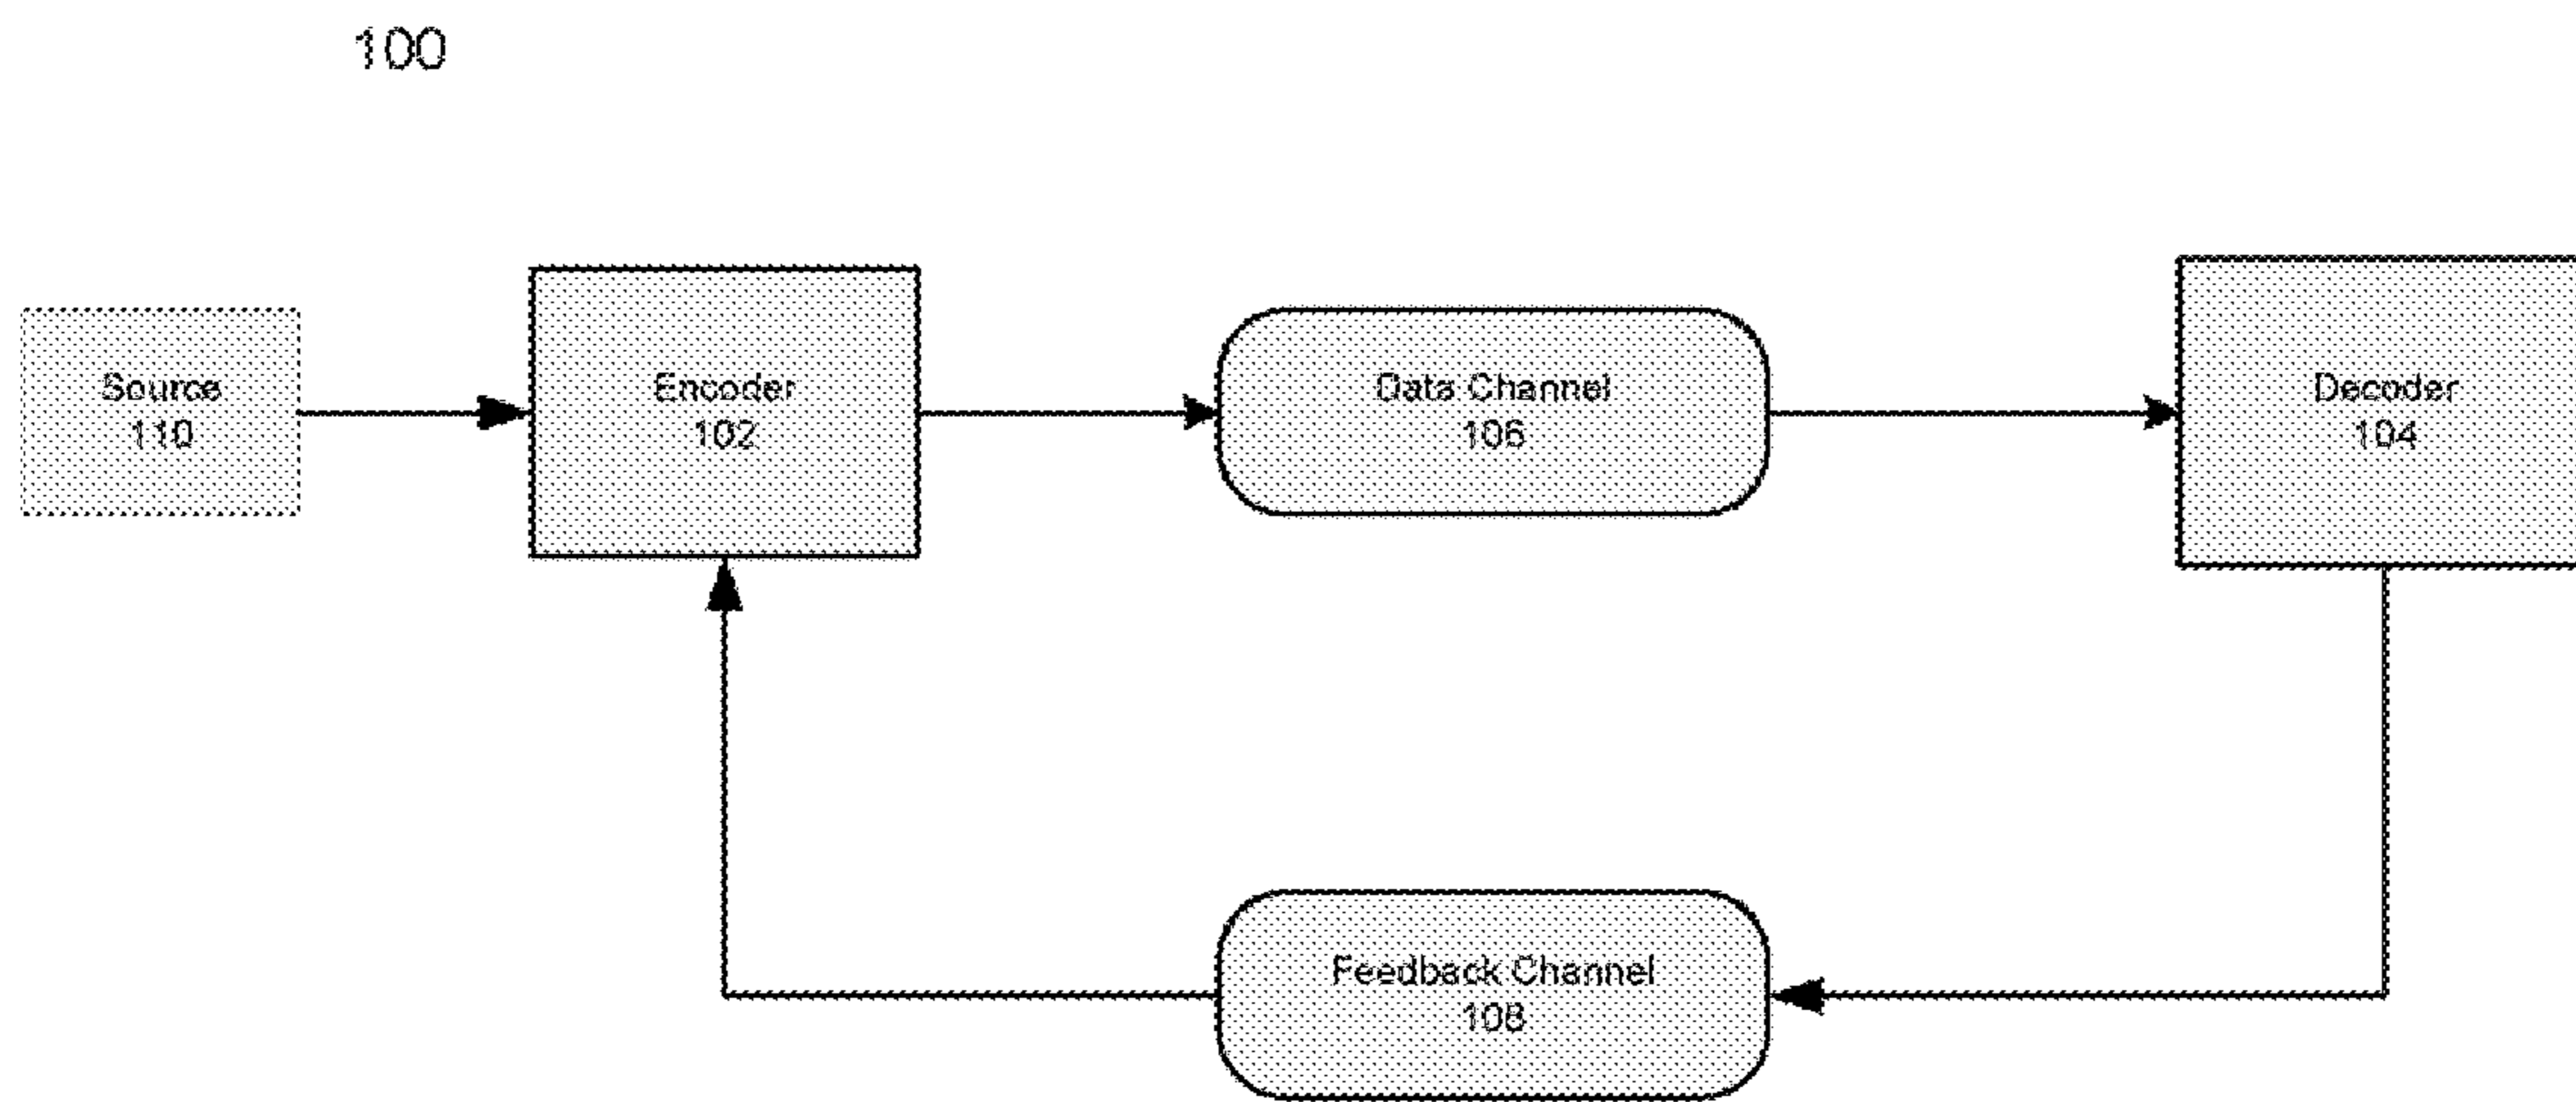 100
Source
110
Encoder
102
Data Channel
106
Decoder
104
Feedback Channel
108